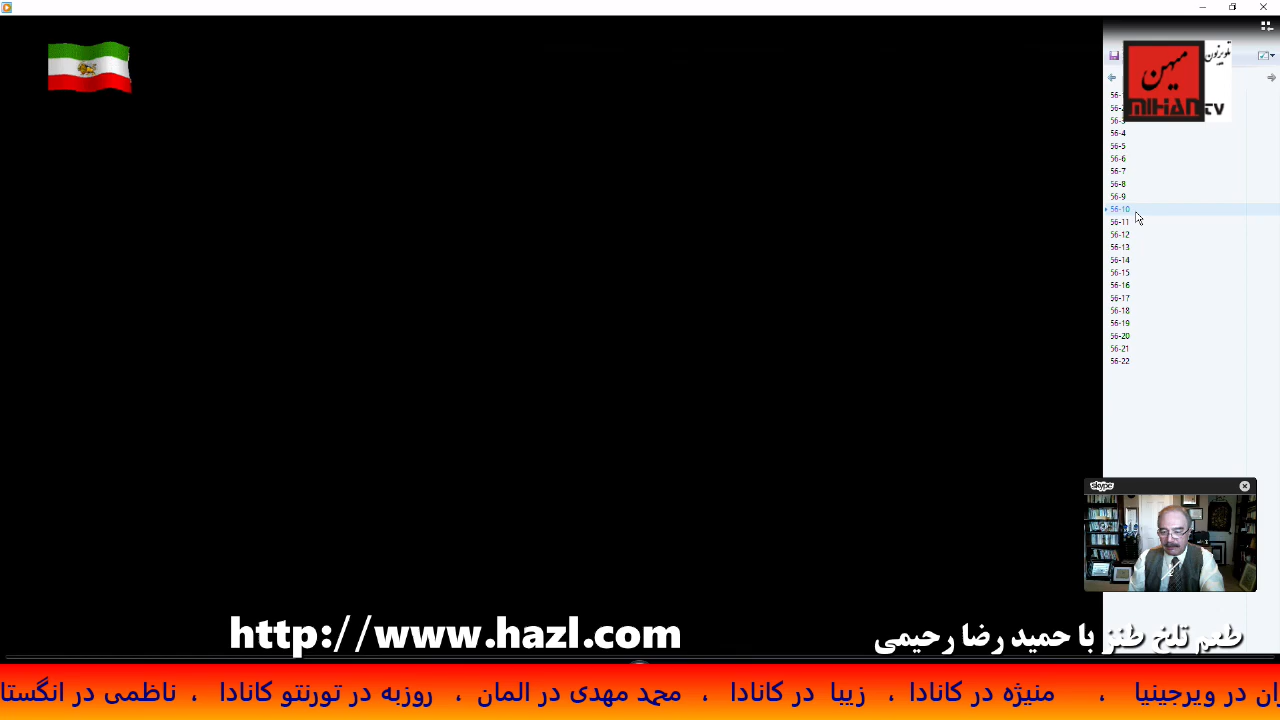 تلویزیون
میهن
MIHAN TV
56-4
56-5
56-6
56-7
56-8
56-9
56-10
56-11
56-12
56-13
56-14
56-15
56-16
56-17
56-18
56-19
56-20
56-21
56-22
skype
http://www.hazl.com
طعم تلخ طنز با حمید رضا رحیمی
در ویرجینیا ، منیژه در کانادا ، زیبا در کانادا ، محمد مهدی در المان ، روزبه در تورنتو کانادا ، ناظمی در انگستا